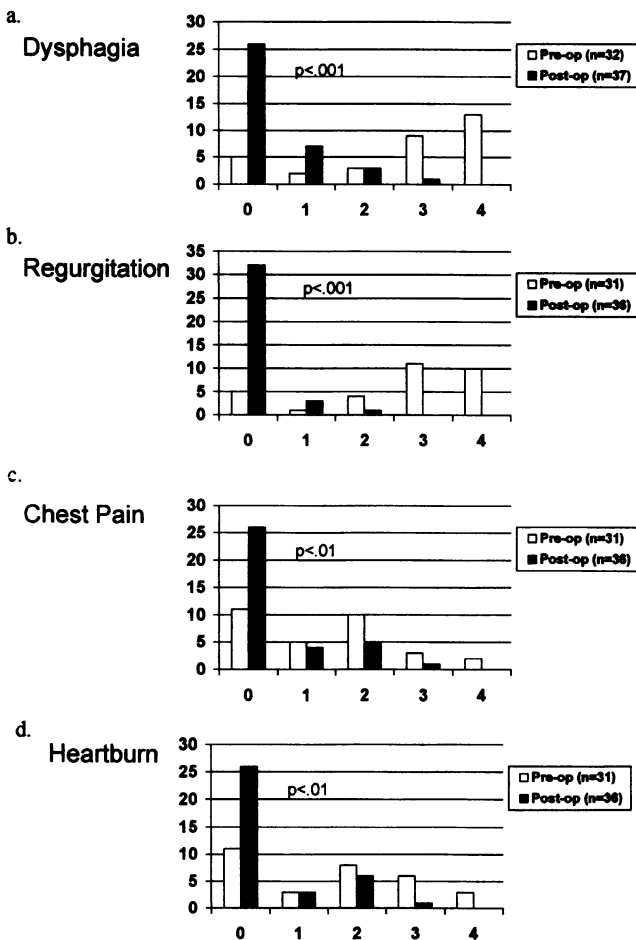 a.
Dysphagia
30
25
20
15
10
5
0
p<.001
0 1 2 3 4
Pre-op (n=32)
Post-op (n=37)
b.
Regurgitation
35
30
25
20
15
10
5
0
p<.001
0 1 2 3 4
Pre-op (n=31)
Post-op (n=36)
c.
Chest Pain
30
25
20
15
10
5
0
p<.01
0 1 2 3 4
Pre-op (n=31)
Post-op (n=36)
d.
Heartburn
30
25
20
15
10
5
0
p<.01
0 1 2 3 4
Pre-op (n=31)
Post-op (n=36)